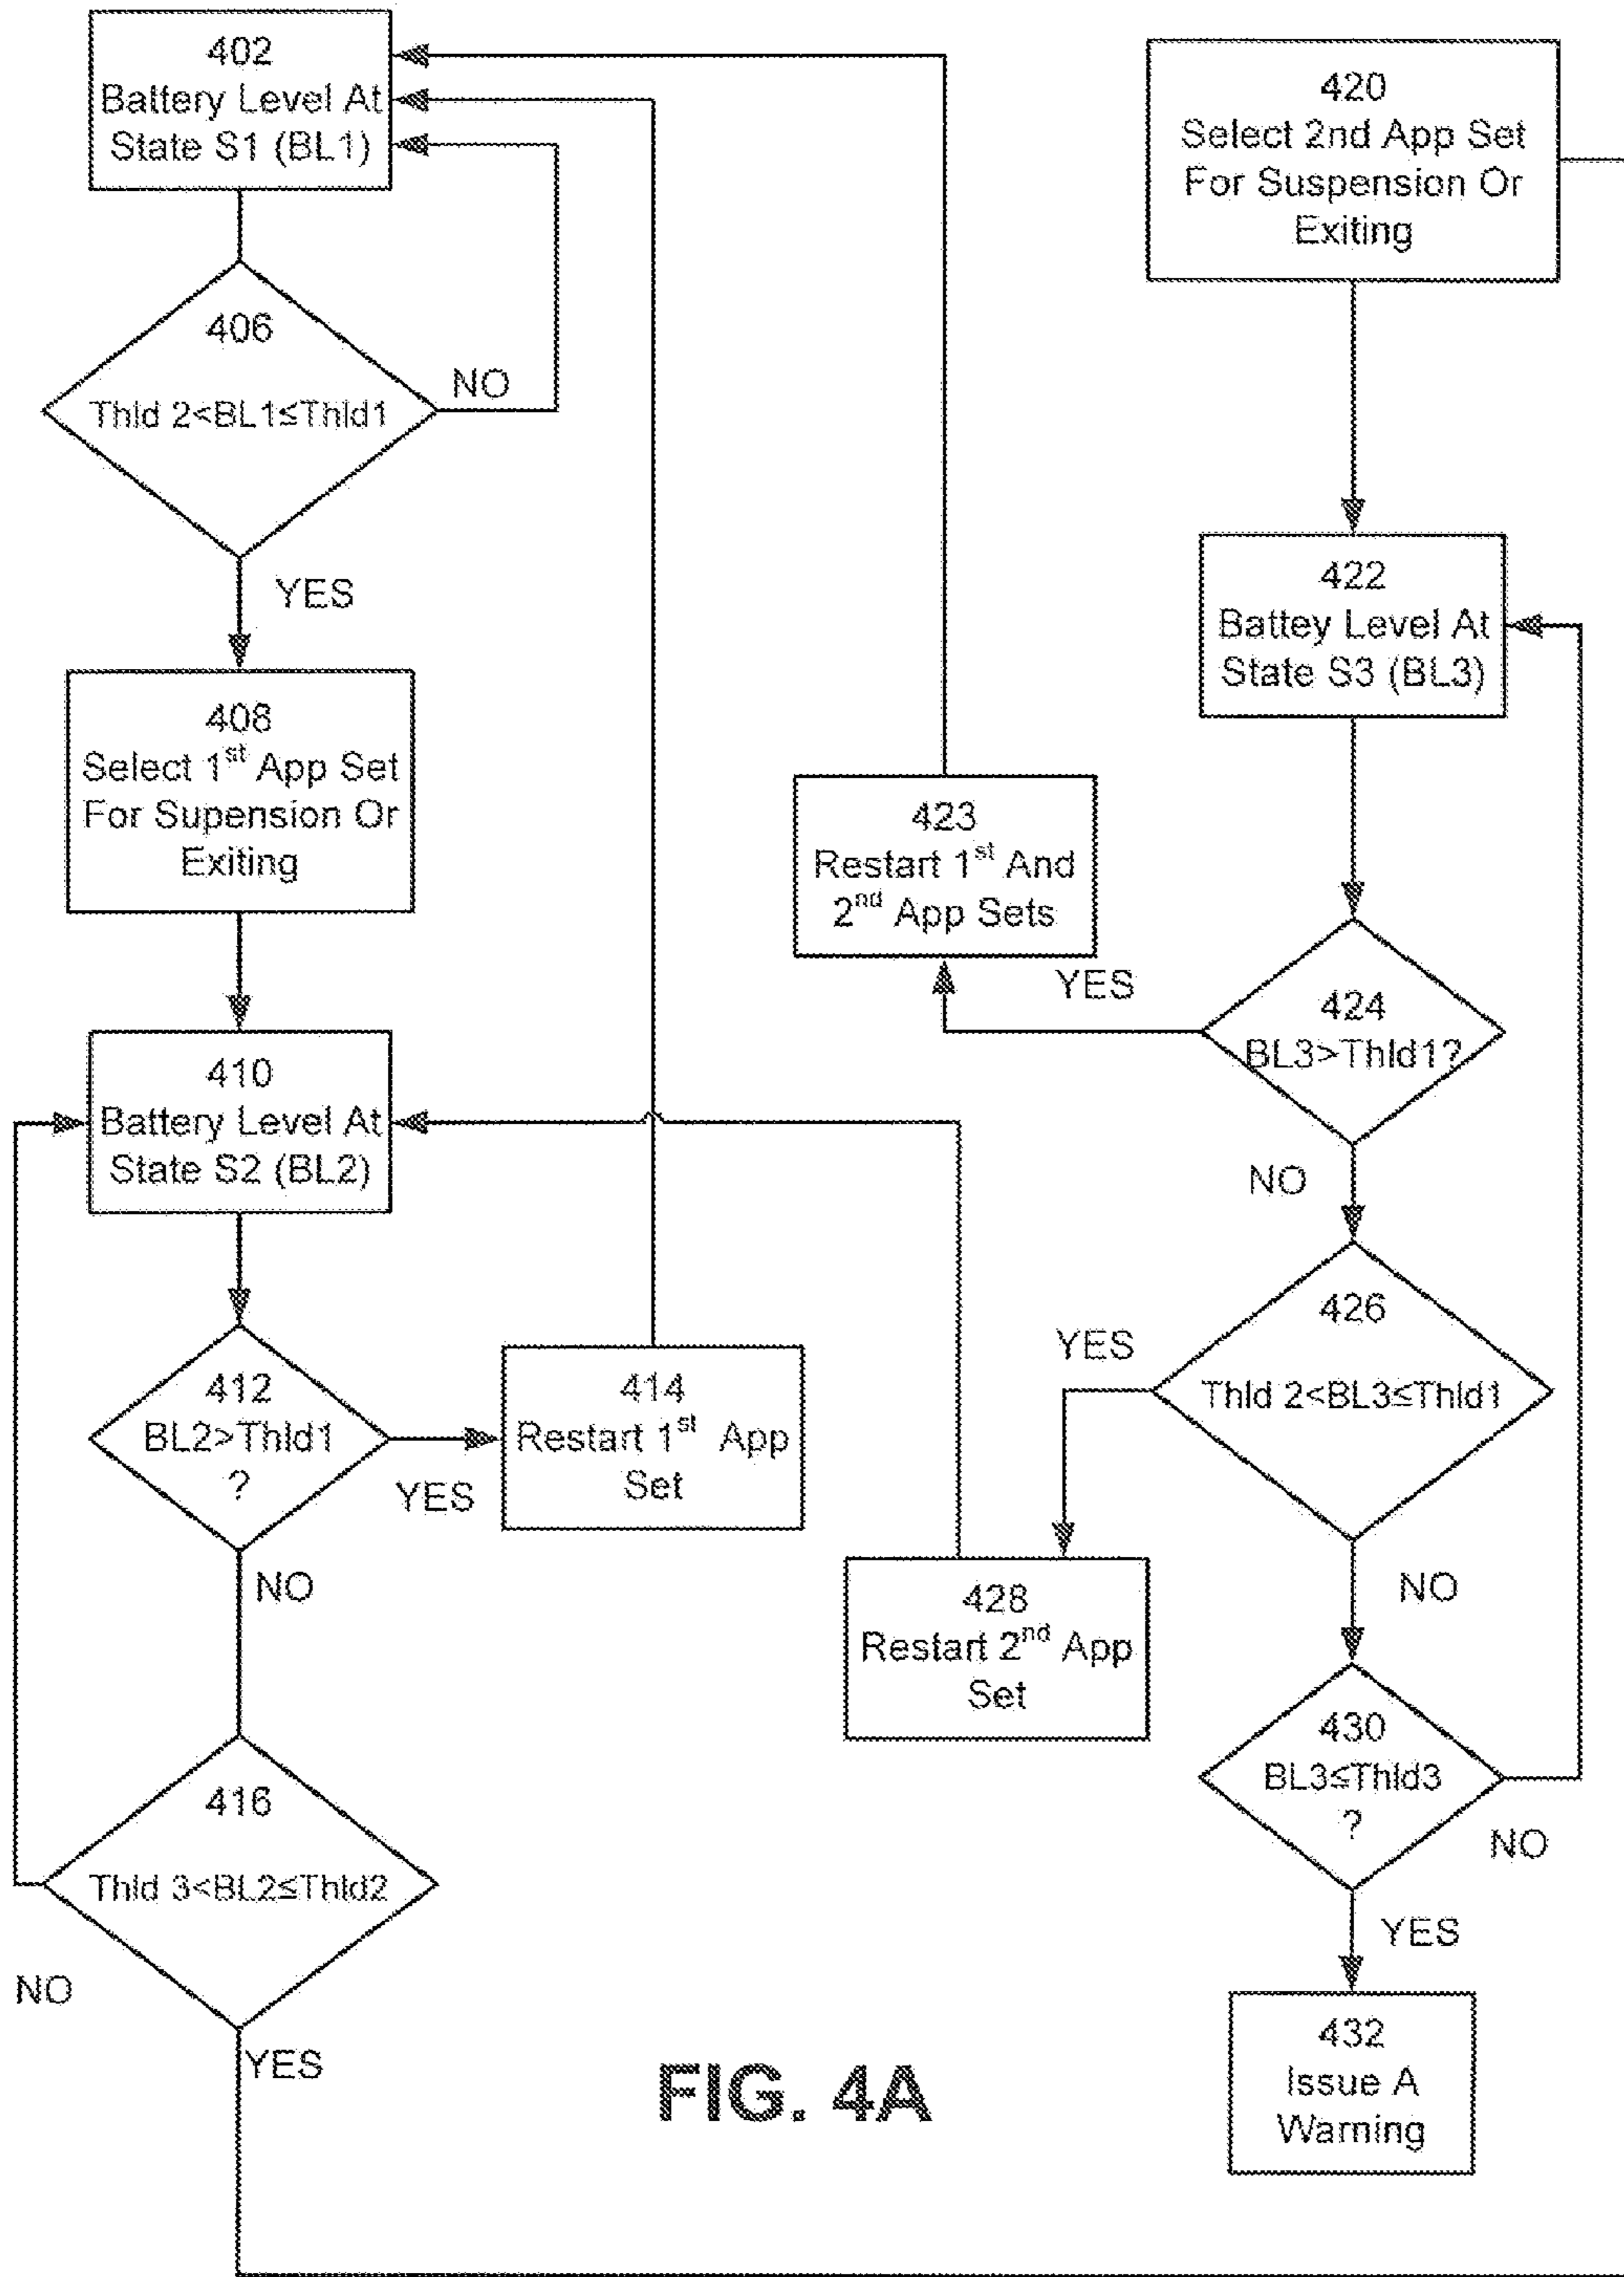 402
Battery Level At
State S1 (BL1)
406
Thld 2<BL1≤Thld1
NO
YES
408
Select 1st App Set
For Supension Or
Exiting
410
Battery Level At
State S2 (BL2)
412
BL2>Thld1
?
YES
NO
414
Restart 1st App
Set
416
Thld 3<BL2≤Thld2
NO
YES
420
Select 2nd App Set
For Suspension Or
Exiting
422
Battey Level At
State S3 (BL3)
423
Restart 1st And
2nd App Sets
YES
424
BL3>Thld1?
NO
426
Thld 2<BL3≤Thld1
YES
NO
428
Restart 2nd App
Set
430
BL3≤Thld3
?
NO
YES
432
Issue A
Warning
FIG. 4A